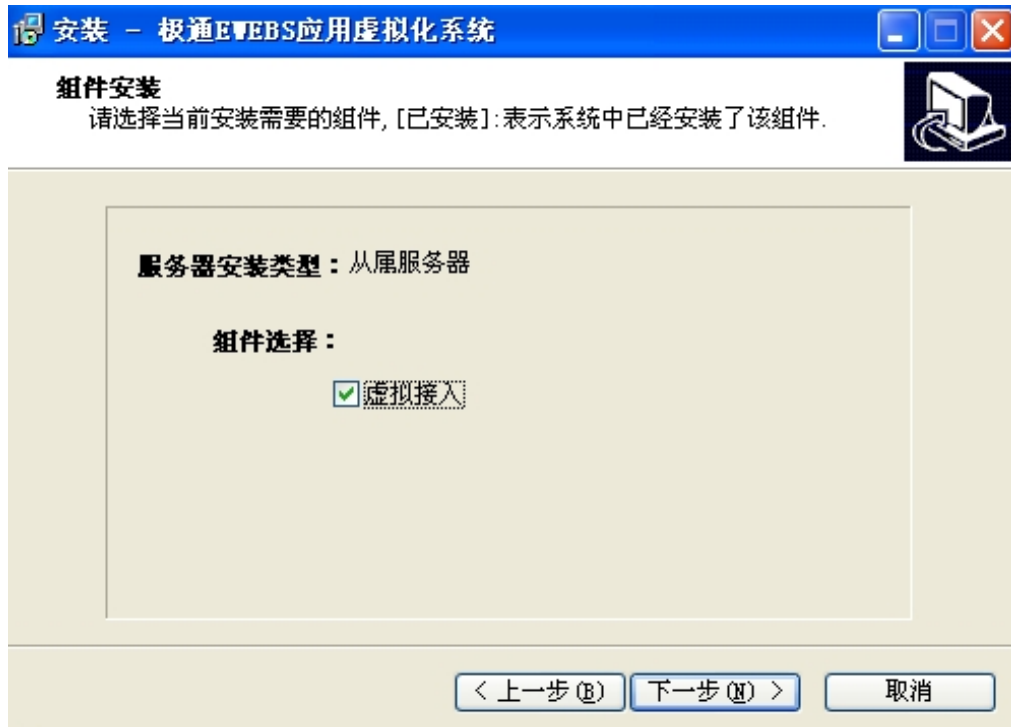 安装 - 极通EWEBS应用虚拟化系统
组件安装
请选择当前安装需要的组件, [已安装]:表示系统中已经安装了该组件.
服务器安装类型：从属服务器
组件选择：
虚拟接入
< 上一步(B) 下一步(N) > 取消